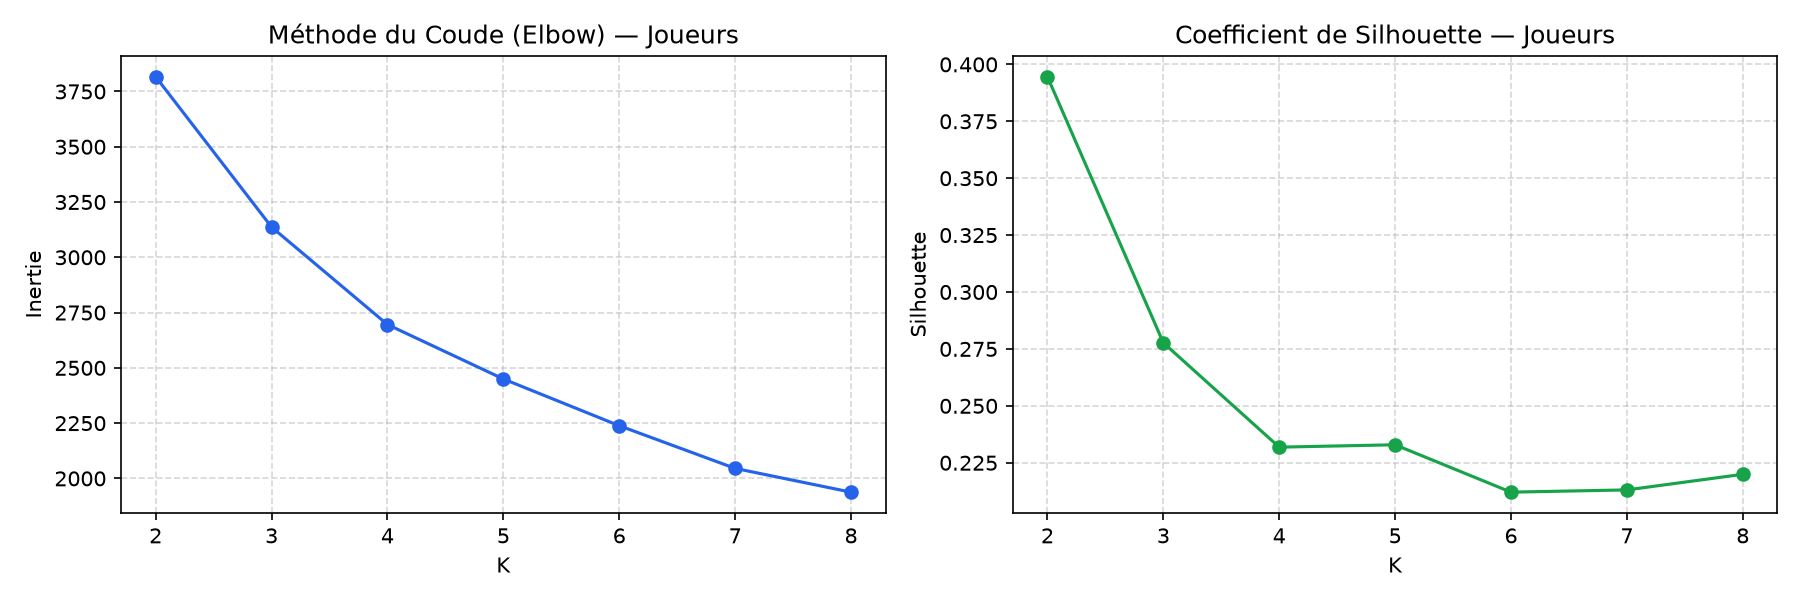 Méthode du Coude (Elbow) — Joueurs
3750
3500
3250
3000
2750
2500
2250
2000
Inertie
2 3 4 5 6 7 8
K
Coefficient de Silhouette — Joueurs
0.400
0.375
0.350
0.325
0.300
0.275
0.250
0.225
Silhouette
2 3 4 5 6 7 8
K